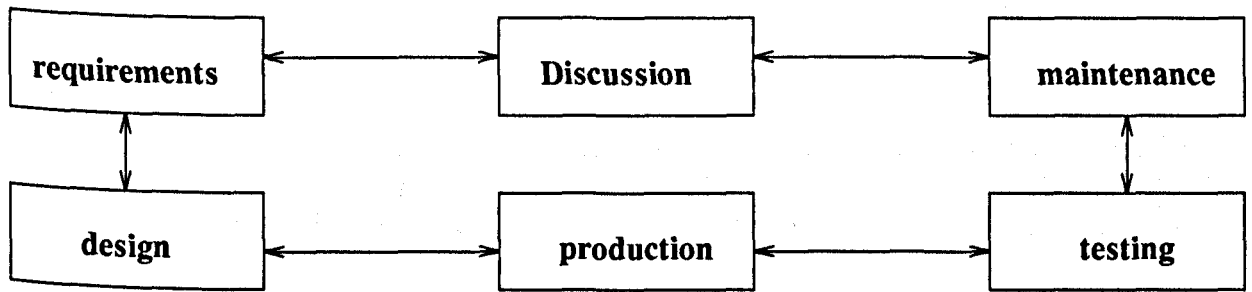 requirements
Discussion
maintenance
design
production
testing